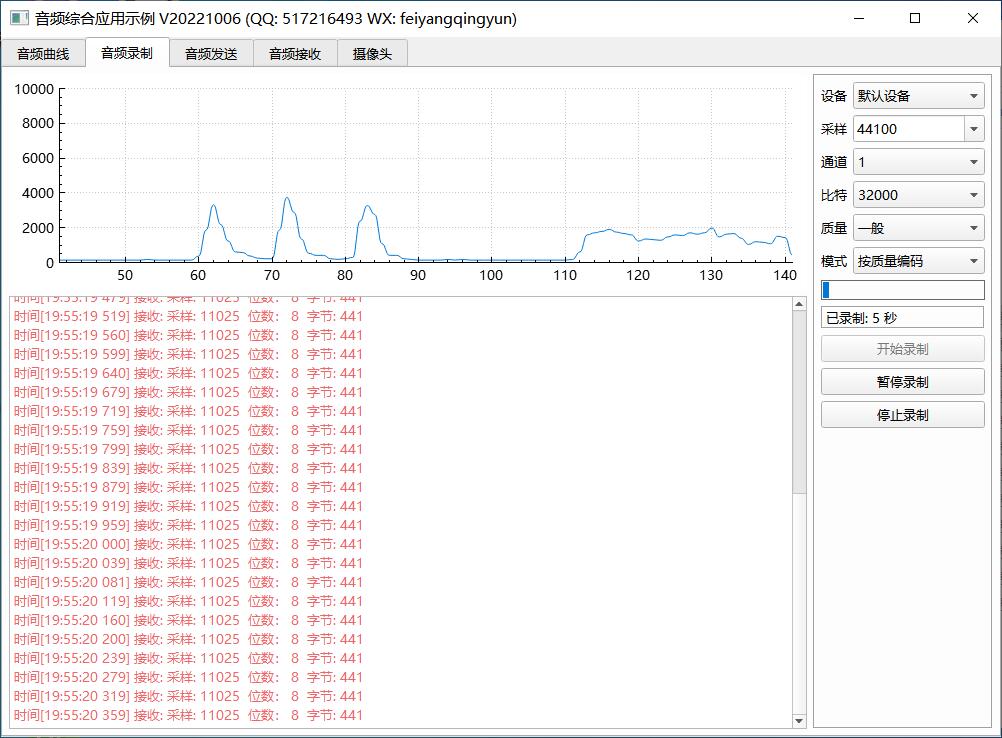 音频综合应用示例 V20221006 (QQ: 517216493 WX: feiyangqingyun)
音频曲线 音频录制 音频发送 音频接收 摄像头
10000
8000
6000
4000
2000
0
50 60 70 80 90 100 110 120 130 140
时间[19:55:19 479] 接收: 采样: 11025 位数: 8 字节: 441
时间[19:55:19 519] 接收: 采样: 11025 位数: 8 字节: 441
时间[19:55:19 560] 接收: 采样: 11025 位数: 8 字节: 441
时间[19:55:19 599] 接收: 采样: 11025 位数: 8 字节: 441
时间[19:55:19 640] 接收: 采样: 11025 位数: 8 字节: 441
时间[19:55:19 679] 接收: 采样: 11025 位数: 8 字节: 441
时间[19:55:19 719] 接收: 采样: 11025 位数: 8 字节: 441
时间[19:55:19 759] 接收: 采样: 11025 位数: 8 字节: 441
时间[19:55:19 799] 接收: 采样: 11025 位数: 8 字节: 441
时间[19:55:19 839] 接收: 采样: 11025 位数: 8 字节: 441
时间[19:55:19 879] 接收: 采样: 11025 位数: 8 字节: 441
时间[19:55:19 919] 接收: 采样: 11025 位数: 8 字节: 441
时间[19:55:19 959] 接收: 采样: 11025 位数: 8 字节: 441
时间[19:55:20 000] 接收: 采样: 11025 位数: 8 字节: 441
时间[19:55:20 039] 接收: 采样: 11025 位数: 8 字节: 441
时间[19:55:20 081] 接收: 采样: 11025 位数: 8 字节: 441
时间[19:55:20 119] 接收: 采样: 11025 位数: 8 字节: 441
时间[19:55:20 160] 接收: 采样: 11025 位数: 8 字节: 441
时间[19:55:20 200] 接收: 采样: 11025 位数: 8 字节: 441
时间[19:55:20 239] 接收: 采样: 11025 位数: 8 字节: 441
时间[19:55:20 279] 接收: 采样: 11025 位数: 8 字节: 441
时间[19:55:20 319] 接收: 采样: 11025 位数: 8 字节: 441
时间[19:55:20 359] 接收: 采样: 11025 位数: 8 字节: 441
设备 默认设备
采样 44100
通道 1
比特 32000
质量 一般
模式 按质量编码
已录制: 5 秒
开始录制
暂停录制
停止录制